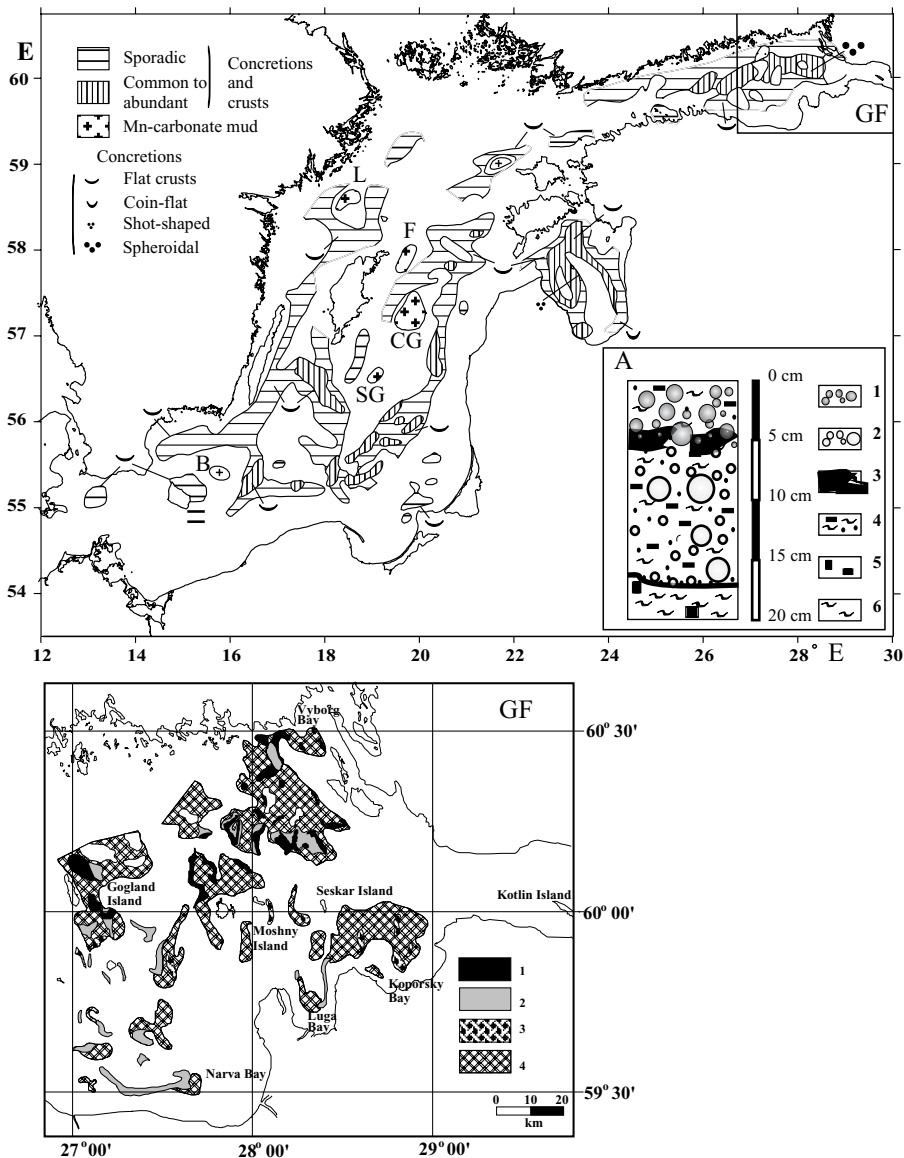 E
60
59
58
57
56
55
54
Sporadic
Common to
abundant
Concretions
and
crusts
Mn-carbonate mud
Concretions
Flat crusts
Coin-flat
Shot-shaped
Spheroidal
GF
L
F
CG
SG
B
A
0 cm
5 cm
10 cm
15 cm
20 cm
1
2
3
4
5
6
12
14
16
18
20
22
24
26
28
° E
30
GF
Vyborg
Bay
60° 30'
Gogland
Island
Seskar Island
Kotlin Island
60° 00'
Moshny
Island
Koporsky
Bay
Luga
Bay
Narva Bay
1
2
3
4
0 10 20
km
59° 30'
27° 00'
28° 00'
29° 00'